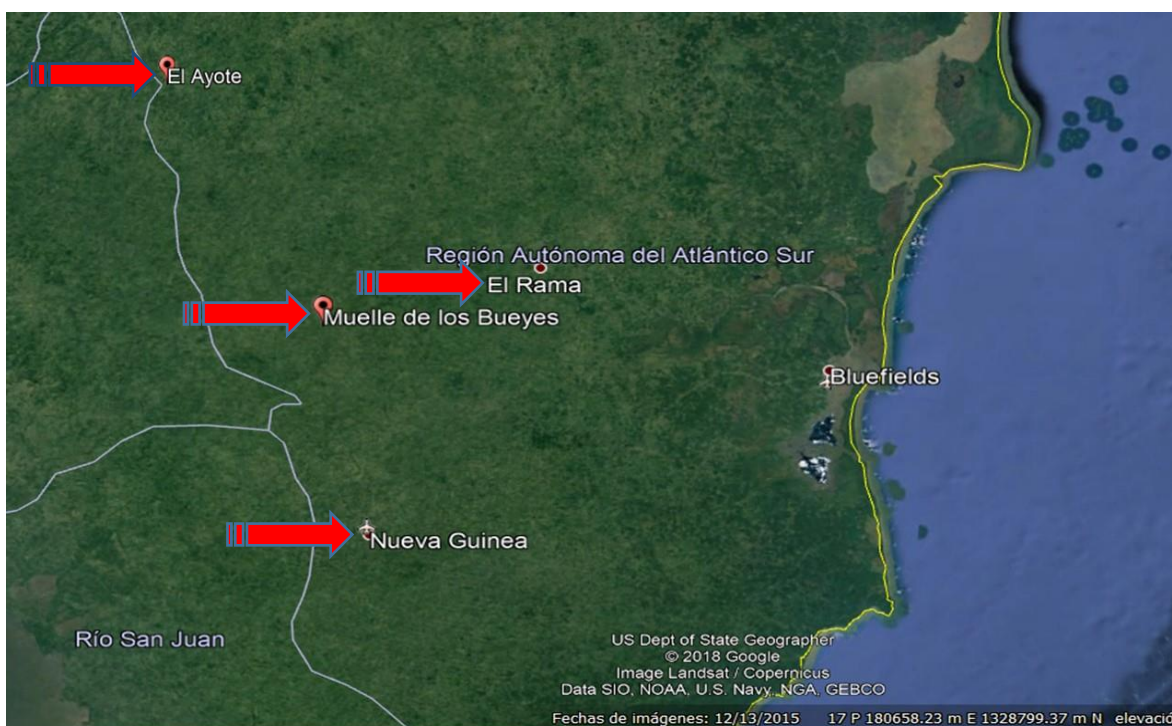 El Ayote
Región Autónoma del Atlántico Sur
El Rama
Muelle de los Bueyes
Bluefields
Nueva Guinea
Río San Juan
US Dept of State Geographer
© 2018 Google
Image Landsat / Copernicus
Data SIO, NOAA, U.S. Navy, NGA, GEBCO
Fechas de imágenes: 12/13/2015 17 P 180658.23 m E 1328799.37 m N elevació